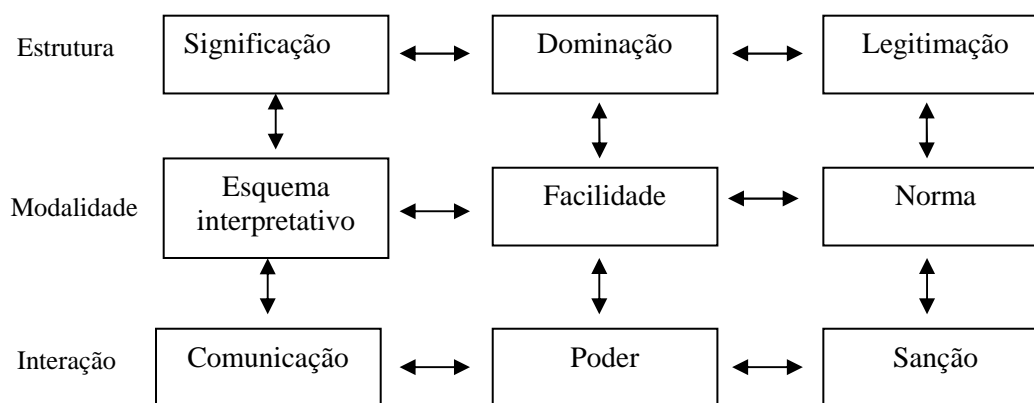 Estrutura
Significação
Dominação
Legitimação
Modalidade
Esquema
interpretativo
Facilidade
Norma
Interação
Comunicação
Poder
Sanção